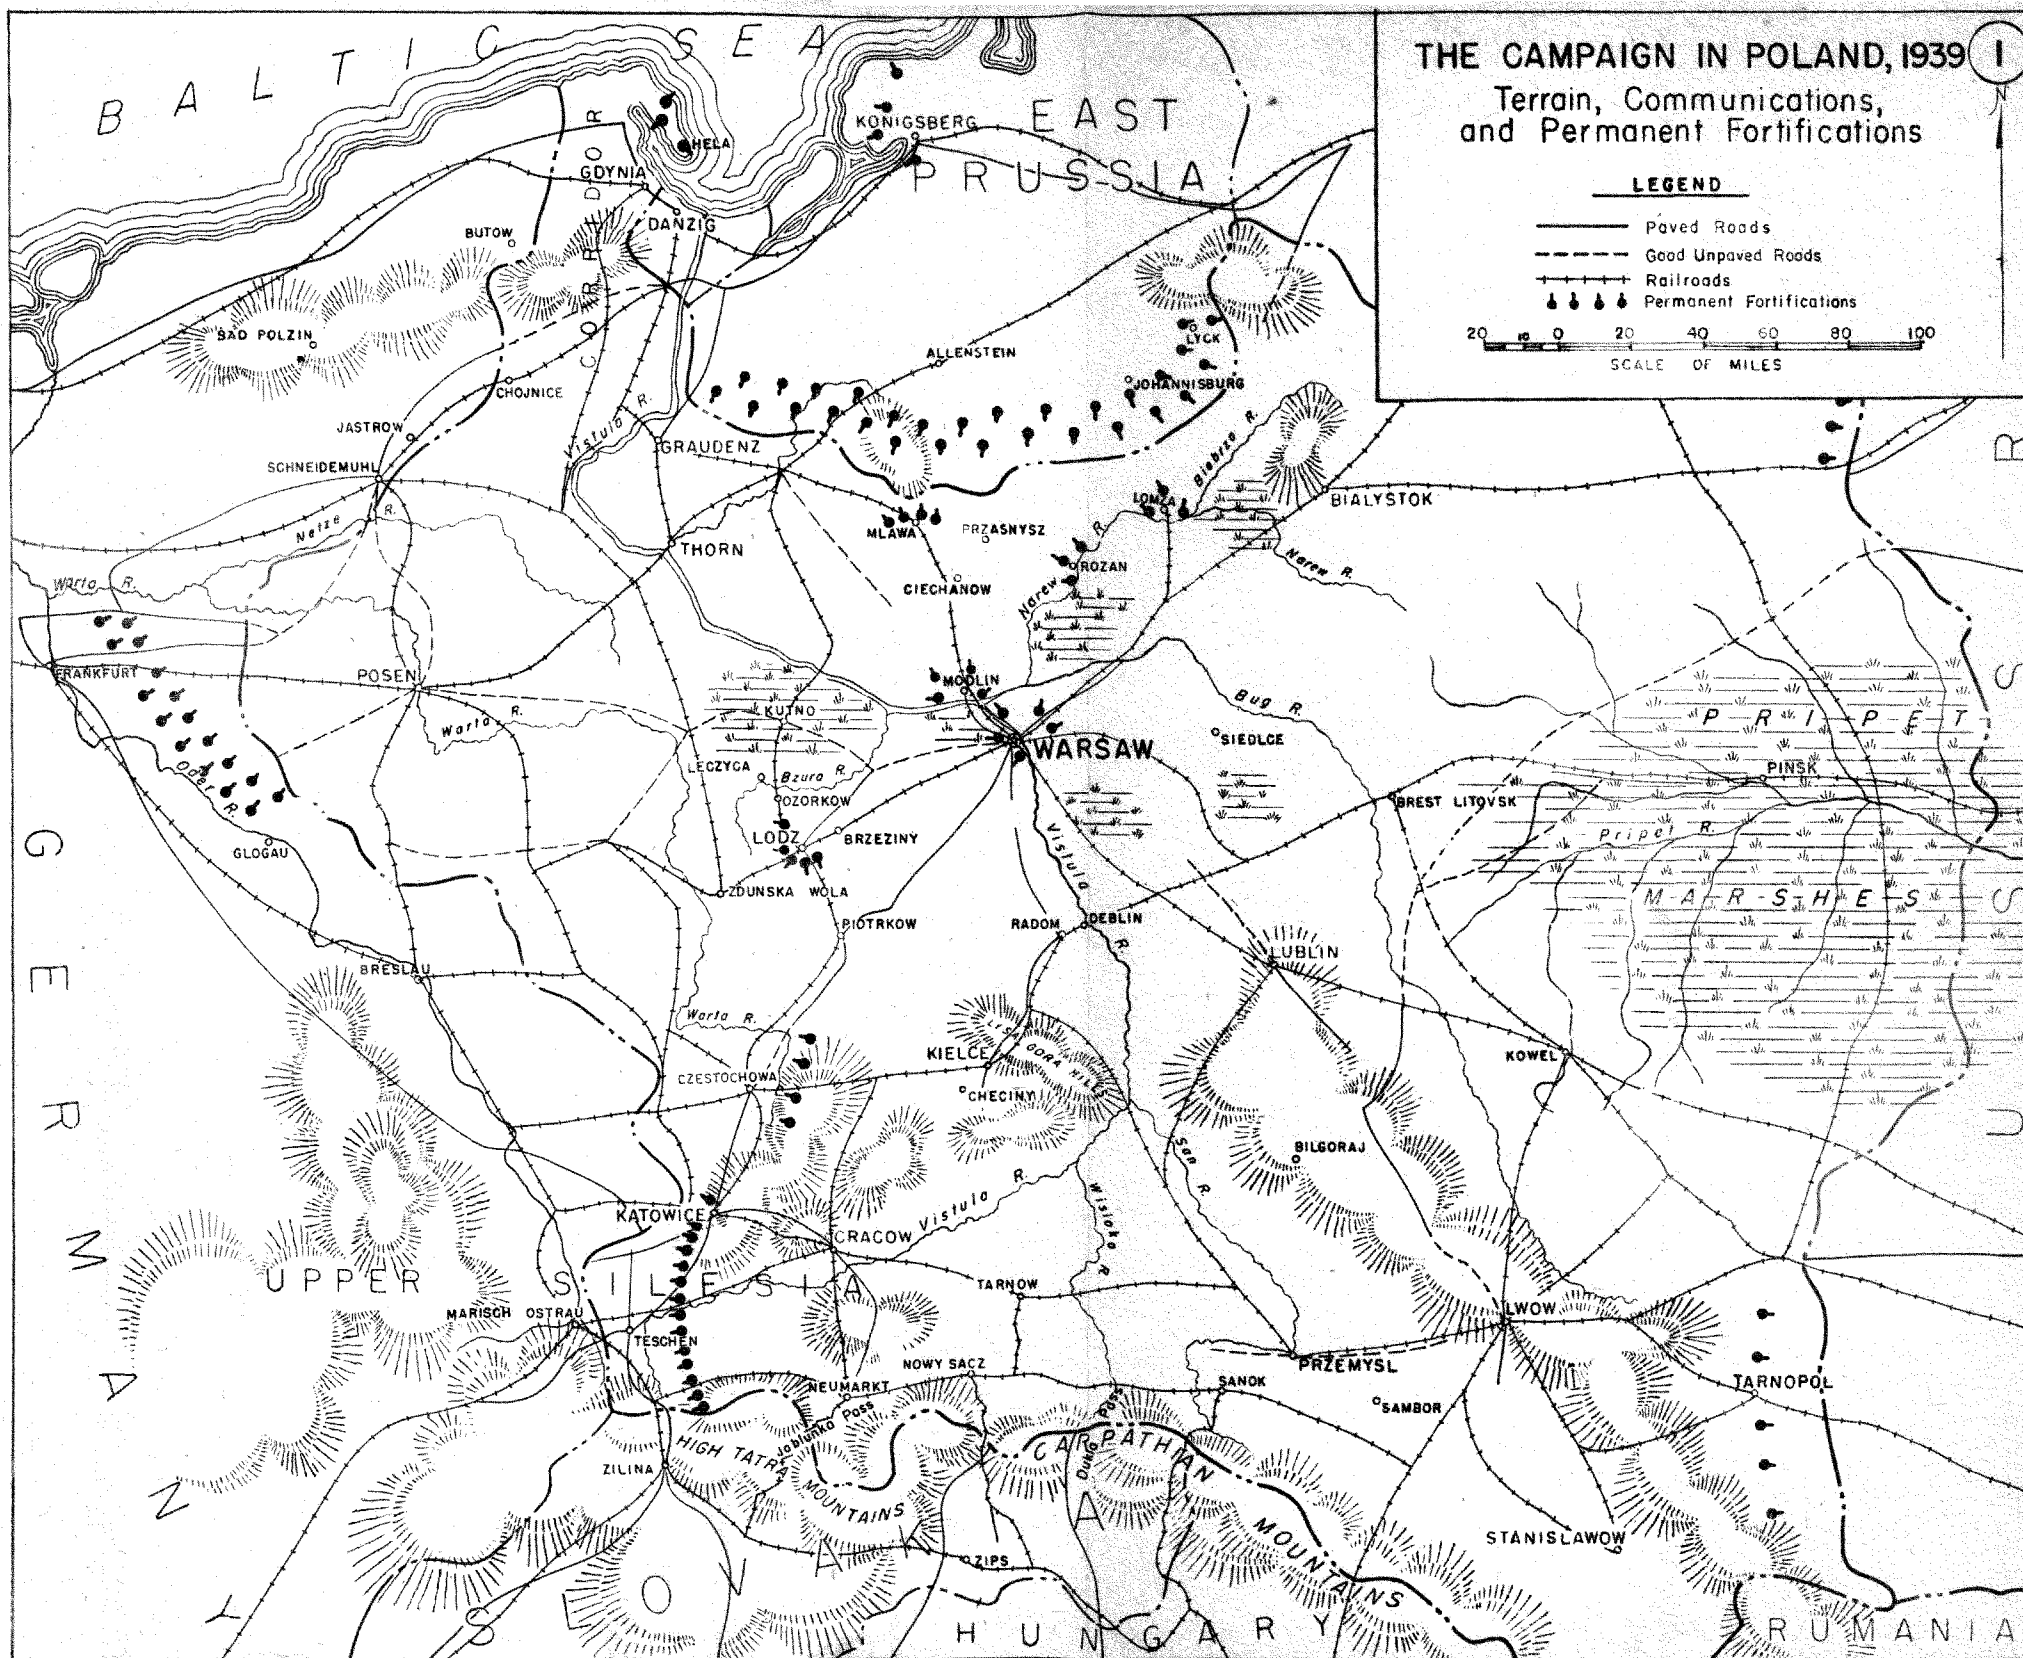 THE CAMPAIGN IN POLAND, 1939
1
Terrain, Communications,
and Permanent Fortifications
N
LEGEND
Paved Roads
Good Unpaved Roads
Railroads
Permanent Fortifications
20 10 0 20 40 60 80 100
SCALE OF MILES
BALTIC SEA
EAST
PRUSSIA
KONIGSBERG
HELA
GDYNIA
DANZIG
CORRIDOR
BUTOW
BAD POLZIN
CHOJNICE
JASTROW
SCHNEIDEMUHL
ALLENSTEIN
LYCK
JOHANNISBURG
Vistula R.
GRAUDENZ
Biebrza R.
LOMZA
BIALYSTOK
Netze R.
MLAWA
PRZASNYSZ
THORN
CIECHANOW
ROZAN
Narew R.
Narew R.
Warta R.
FRANKFURT
POSEN
Warta R.
MODLIN
KUTNO
WARSAW
Bug R.
SIEDLCE
PRIPET
PINSK
BREST LITOVSK
Pripet R.
MARSHES
LECZYCA
Bzura R.
OZORKOW
Oder R.
GLOGAU
LODZ
BRZEZINY
ZDUNSKA WOLA
PIOTRKOW
Vistula R.
RADOM
DEBLIN
LUBLIN
BRESLAU
Warta R.
KIELCE
LYSA GORA HILLS
CZESTOCHOWA
CHECINY
KOWEL
BILGORAJ
San R.
Wisloka R.
KATOWICE
CRACOW
Vistula R.
UPPER SILESIA
TARNOW
MARISCH OSTRAU
TESCHEN
LWOW
PRZEMYSL
NOWY SACZ
NEUMARKT
SANOK
SAMBOR
TARNOPOL
Jablunka Pass
Dukla Pass
HIGH TATRA
MOUNTAINS
ZILINA
CARPATHIAN
MOUNTAINS
STANISLAWOW
ZIPS
GERMANY
SLOVAKIA
HUNGARY
RUMANIA
RUSS